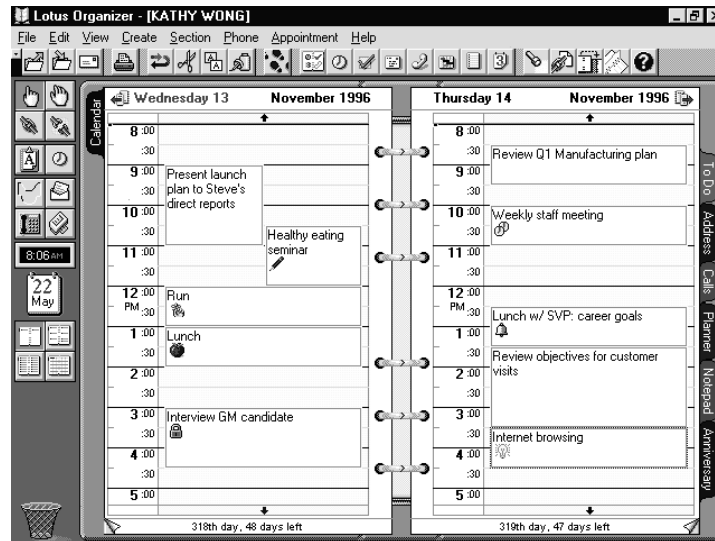 Lotus Organizer - [KATHY WONG]
File Edit View Create Section Phone Appointment Help
3
8:06 AM
22
May
Calendar
Wednesday 13 November 1996
8 :00
:30
9 :00
:30
10 :00
:30
11 :00
:30
12 :00
PM :30
1 :00
:30
2 :00
:30
3 :00
:30
4 :00
:30
5 :00
Present launch
plan to Steve's
direct reports
Healthy eating
seminar
Run
Lunch
Interview GM candidate
318th day, 48 days left
Thursday 14 November 1996
8 :00
:30
9 :00
:30
10 :00
:30
11 :00
:30
12 :00
PM :30
1 :00
:30
2 :00
:30
3 :00
:30
4 :00
:30
5 :00
Review Q1 Manufacturing plan
Weekly staff meeting
Lunch w/ SVP: career goals
Review objectives for customer
visits
Internet browsing
319th day, 47 days left
To Do
Address
Calls
Planner
Notepad
Anniversary